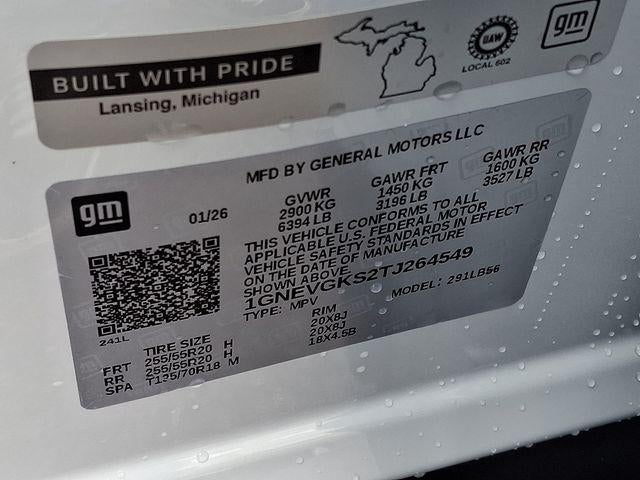 BUILT WITH PRIDE
Lansing, Michigan
UAW
LOCAL 602
gm
MFD BY GENERAL MOTORS LLC
gm
01/26
GVWR GAWR FRT GAWR RR
2900 KG 1450 KG 1600 KG
6394 LB 3196 LB 3527 LB
THIS VEHICLE CONFORMS TO ALL
APPLICABLE U.S. FEDERAL MOTOR
VEHICLE SAFETY STANDARDS IN EFFECT
ON THE DATE OF MANUFACTURE
SHOWN ABOVE.
1GNEVGKS2TJ264549
TYPE: MPV MODEL: 291LB56
241L
TIRE SIZE RIM
FRT 255/55R20 H 20X8J
RR 255/55R20 H 20X8J
SPA T135/70R18 M 18X4.5B